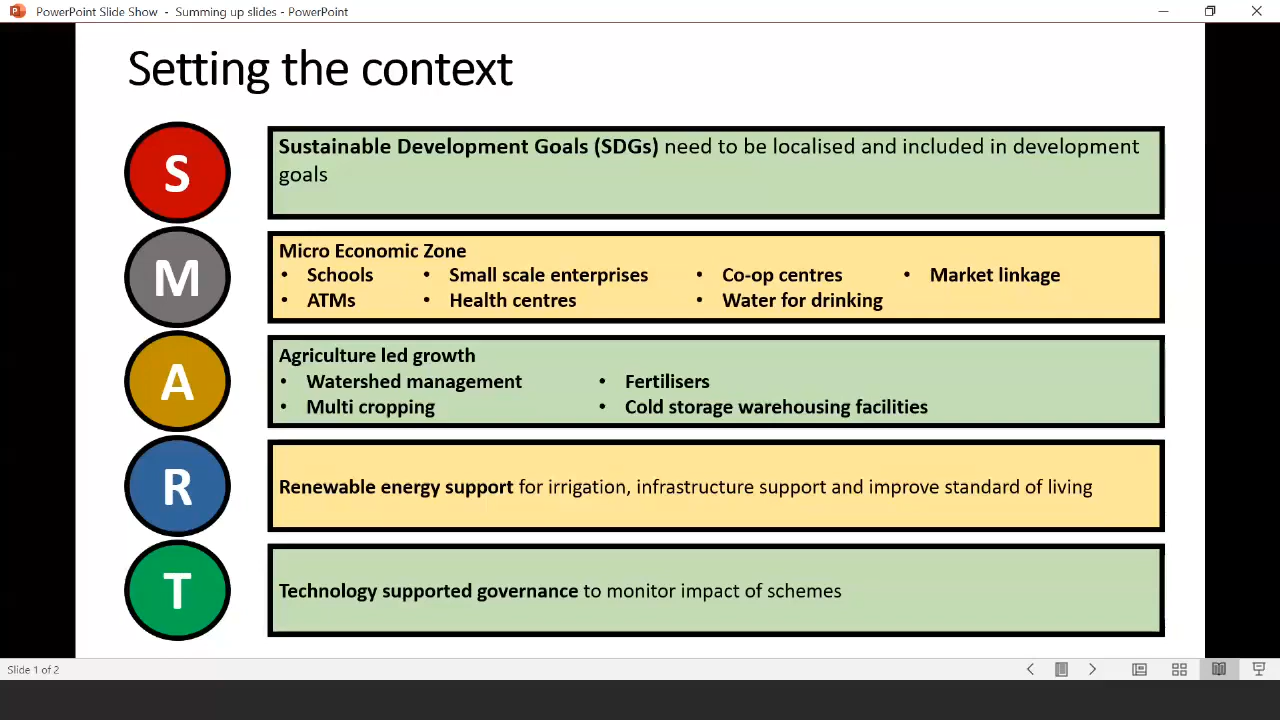 PowerPoint Slide Show - Summing up slides - PowerPoint
Setting the context
S
Sustainable Development Goals (SDGs) need to be localised and included in development
goals
M
Micro Economic Zone
• Schools • Small scale enterprises • Co-op centres • Market linkage
• ATMs • Health centres • Water for drinking
A
Agriculture led growth
• Watershed management • Fertilisers
• Multi cropping • Cold storage warehousing facilities
R
Renewable energy support for irrigation, infrastructure support and improve standard of living
T
Technology supported governance to monitor impact of schemes
Slide 1 of 2